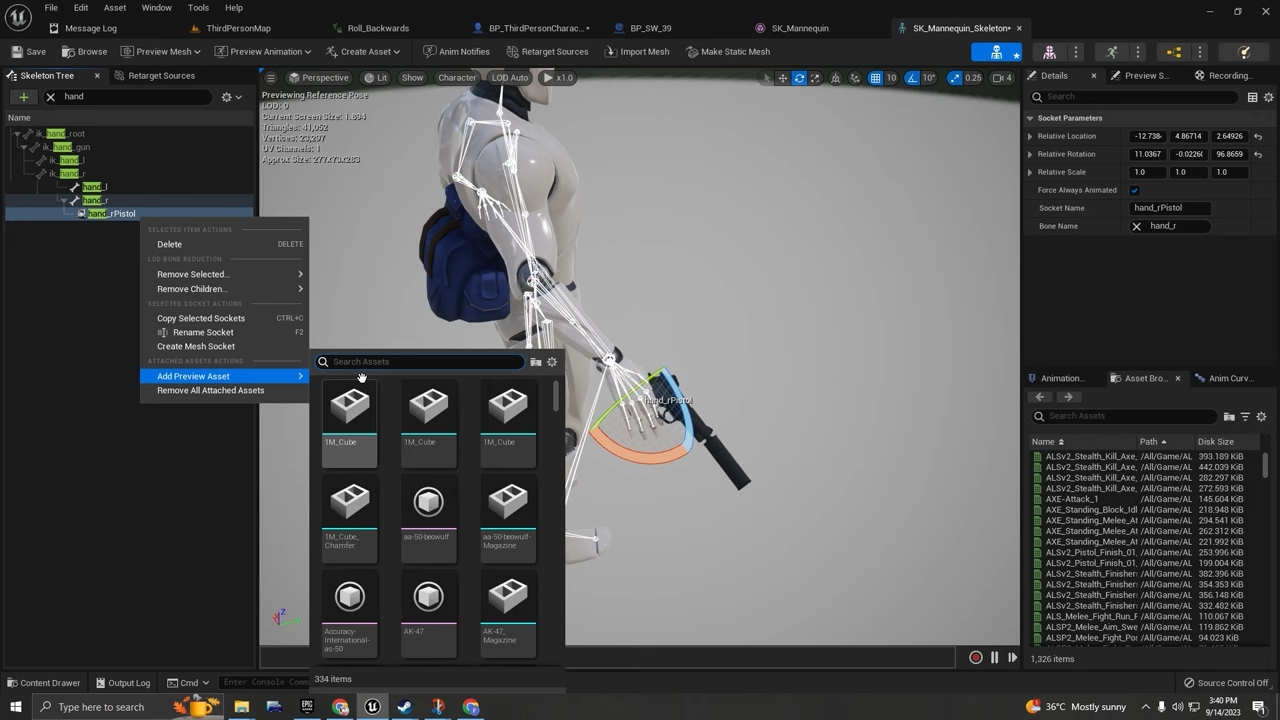 File Edit Asset Window Tools Help
Message Log ThirdPersonMap Roll_Backwards BP_ThirdPersonCharac...* BP_SW_39 SK_Mannequin SK_Mannequin_Skeleton*
Save Browse Preview Mesh Preview Animation Create Asset Anim Notifies Retarget Sources Import Mesh Make Static Mesh
Skeleton Tree Retarget Sources
hand
Name
ik_hand_root
ik_hand_gun
ik_hand_l
ik_hand_r
hand_l
hand_r
hand_rPistol
SELECTED ITEM ACTIONS
Delete DELETE
LOD BONE REDUCTION
Remove Selected...
Remove Children...
SELECTED SOCKET ACTIONS
Copy Selected Sockets CTRL+C
Rename Socket F2
Create Mesh Socket
ATTACHED ASSETS ACTIONS
Add Preview Asset
Remove All Attached Assets
Search Assets
1M_Cube 1M_Cube 1M_Cube
1M_Cube_ Chamfer aa-50-beowulf aa-50-beowulf- Magazine
Accuracy- International- as-50 AK-47 AK-47_ Magazine
334 items
Perspective Lit Show Character LOD Auto x1.0
10 10° 0.25 4
Previewing Reference Pose
LOD: 0
Current Screen Size: 1.894
Triangles: 41,052
UV Channels: 1
Approx Size: 277x73x283
hand_rPistol
Z
Details Preview S... Recording...
Search
Socket Parameters
Relative Location -12.738 4.86714 2.64926
Relative Rotation 11.0367 -0.0226 96.8659
Relative Scale 1.0 1.0 1.0
Force Always Animated
Socket Name hand_rPistol
Bone Name hand_r
Animation... Asset Bro... Anim Curv...
Search Assets
Name Path Disk Size
ALSv2_Stealth_Kill_Axe_ /All/Game/AL 393.189 KiB
ALSv2_Stealth_Kill_Axe_ /All/Game/AL 442.039 KiB
ALSv2_Stealth_Kill_Axe_ /All/Game/AL 282.297 KiB
ALSv2_Stealth_Kill_Axe_ /All/Game/AL 272.593 KiB
AXE-Attack_1 /All/Game/AL 145.604 KiB
AXE_Standing_Block_Idl /All/Game/AL 218.948 KiB
AXE_Standing_Melee_At /All/Game/AL 294.541 KiB
AXE_Standing_Melee_At /All/Game/AL 262.312 KiB
AXE_Standing_Melee_At /All/Game/AL 321.992 KiB
ALSv2_Pistol_Finish_01_ /All/Game/AL 253.996 KiB
ALSv2_Pistol_Finish_01_ /All/Game/AL 199.004 KiB
ALSv2_Stealth_Finisher: /All/Game/AL 382.396 KiB
ALSv2_Stealth_Finisher: /All/Game/AL 354.353 KiB
ALSv2_Stealth_Finisher: /All/Game/AL 356.148 KiB
ALSv2_Stealth_Finisher: /All/Game/AL 332.482 KiB
ALS_Melee_Fight_Run_F /All/Game/AL 110.067 KiB
ALSP2_Melee_Aim_Swe /All/Game/AL 119.862 KiB
ALSP2_Melee_Fight_Po: /All/Game/AL 94.023 KiB
1,326 items
Content Drawer Output Log Cmd Enter Console Comm Source Control Off
Type here to search 36°C Mostly sunny 3:40 PM
9/14/2023